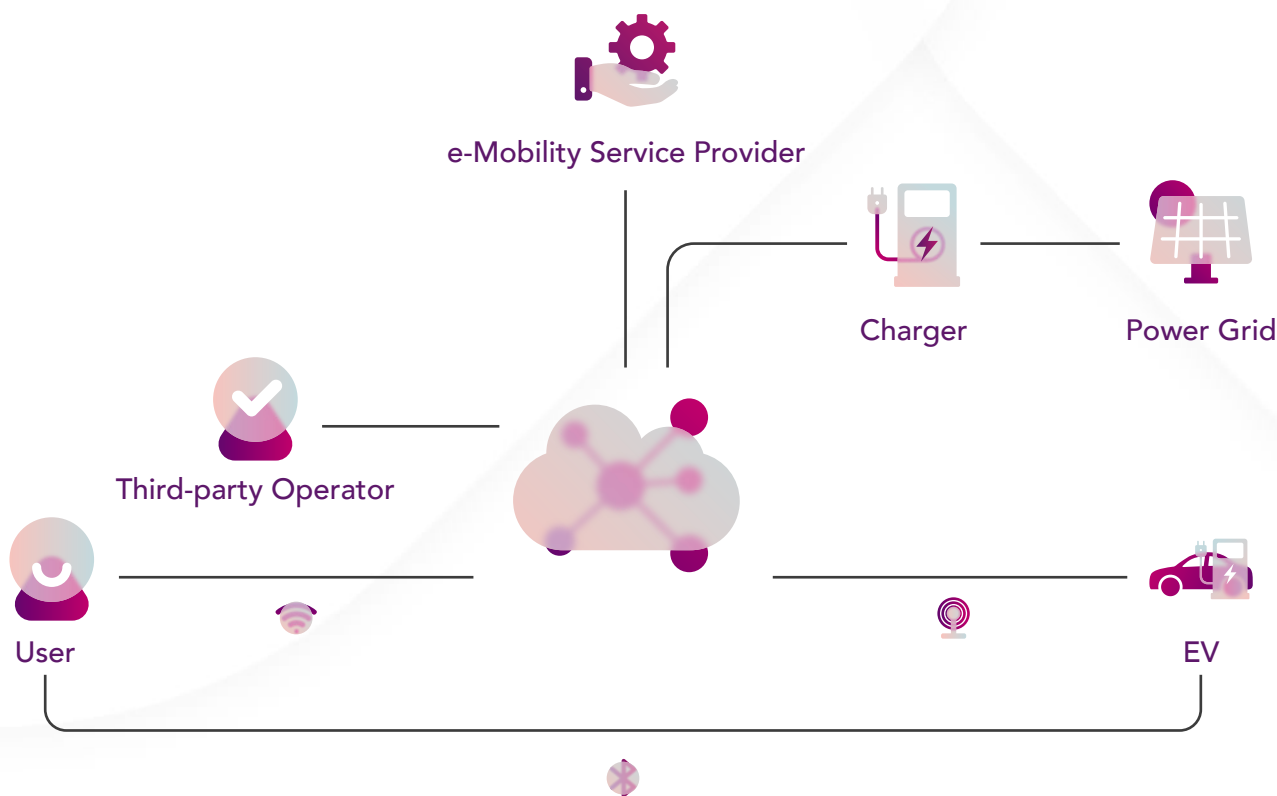 e-Mobility Service Provider
Charger
Power Grid
Third-party Operator
User
EV